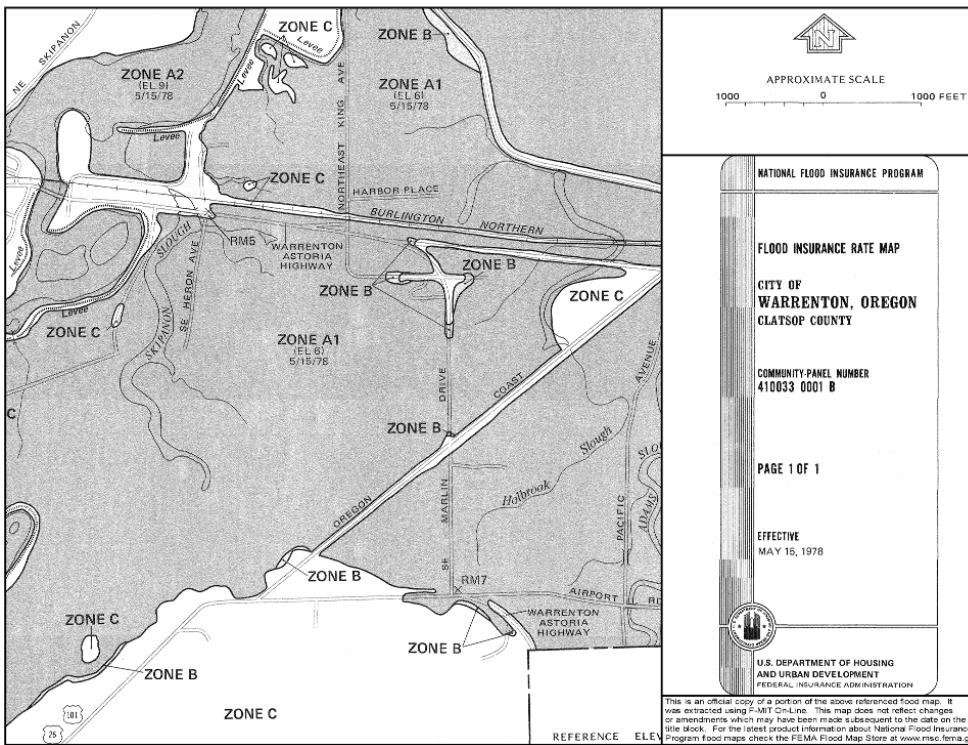 NE SKIPANON
ZONE C
Levee
ZONE B
ZONE A2
(EL 9)
5/15/78
Levee
ZONE A1
(EL 6)
5/15/78
NORTHEAST KING AVE
Levee
ZONE C
HARBOR PLACE
BURLINGTON NORTHERN
SLOUGH
RM5
WARRENTON
ASTORIA
HIGHWAY
Levee
SE HERON AVE
ZONE B
ZONE B
ZONE C
Levee
ZONE C
SKIPANON
ZONE A1
(EL 6)
5/15/78
AVENUE
DRIVE
COAST
C
ZONE B
Slough
SLO
Holbrook
OREGON
SE MARLIN
PACIFIC
ADAMS
ZONE B
RM7
AIRPORT
ZONE C
WARRENTON
ASTORIA
HIGHWAY
ZONE B
ZONE B
ZONE C
101
26
REFERENCE ELEV
N
APPROXIMATE SCALE
1000 0 1000 FEET
NATIONAL FLOOD INSURANCE PROGRAM
FLOOD INSURANCE RATE MAP
CITY OF
WARRENTON, OREGON
CLATSOP COUNTY
COMMUNITY-PANEL NUMBER
410033 0001 B
PAGE 1 OF 1
EFFECTIVE
MAY 15, 1978
U.S. DEPARTMENT OF HOUSING
AND URBAN DEVELOPMENT
FEDERAL INSURANCE ADMINISTRATION
This is an official copy of a portion of the above referenced flood map. It
was extracted using F-MIT On-Line. This map does not reflect changes
or amendments which may have been made subsequent to the date on the
title block. For the latest product information about National Flood Insuranc
Program flood maps check the FEMA Flood Map Store at www.msc.fema.g